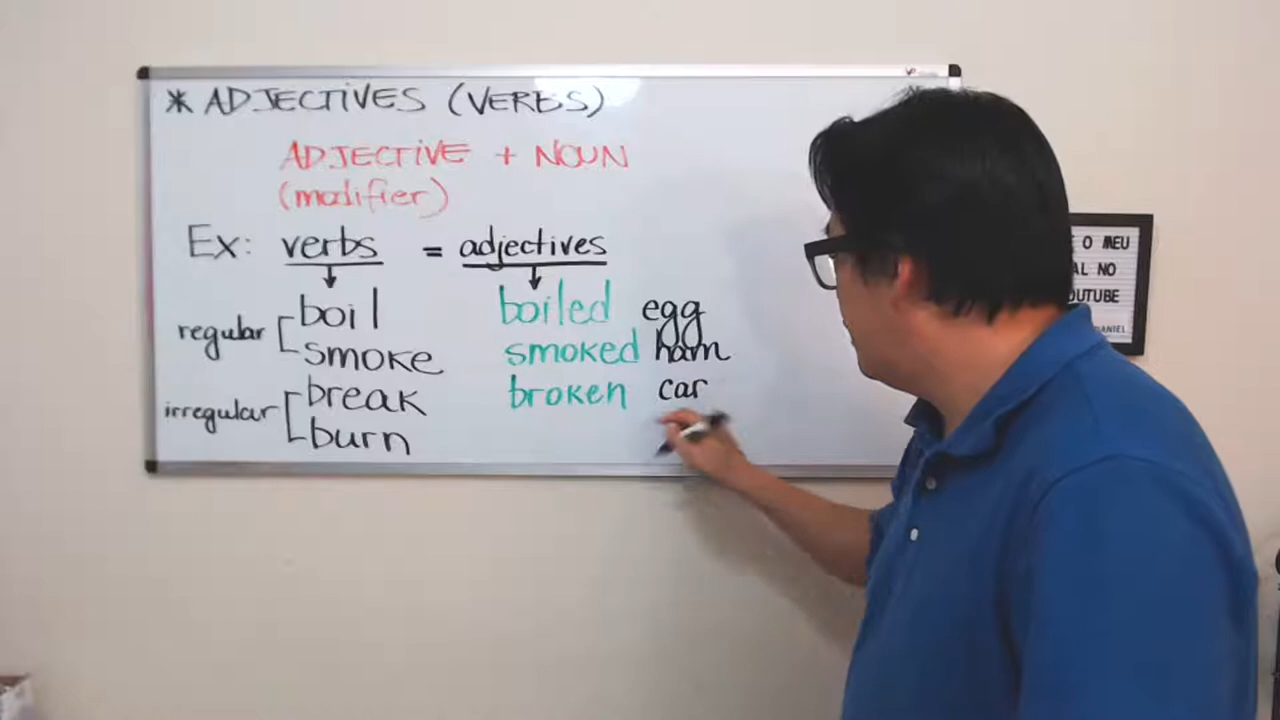 * ADJECTIVES (VERBS)
ADJECTIVE + NOUN
(modifier)
Ex: verbs = adjectives
boil boiled egg
regular
smoke smoked ham
break broken car
irregular
burn
O MEU
AL NO
OUTUBE
DANIEL